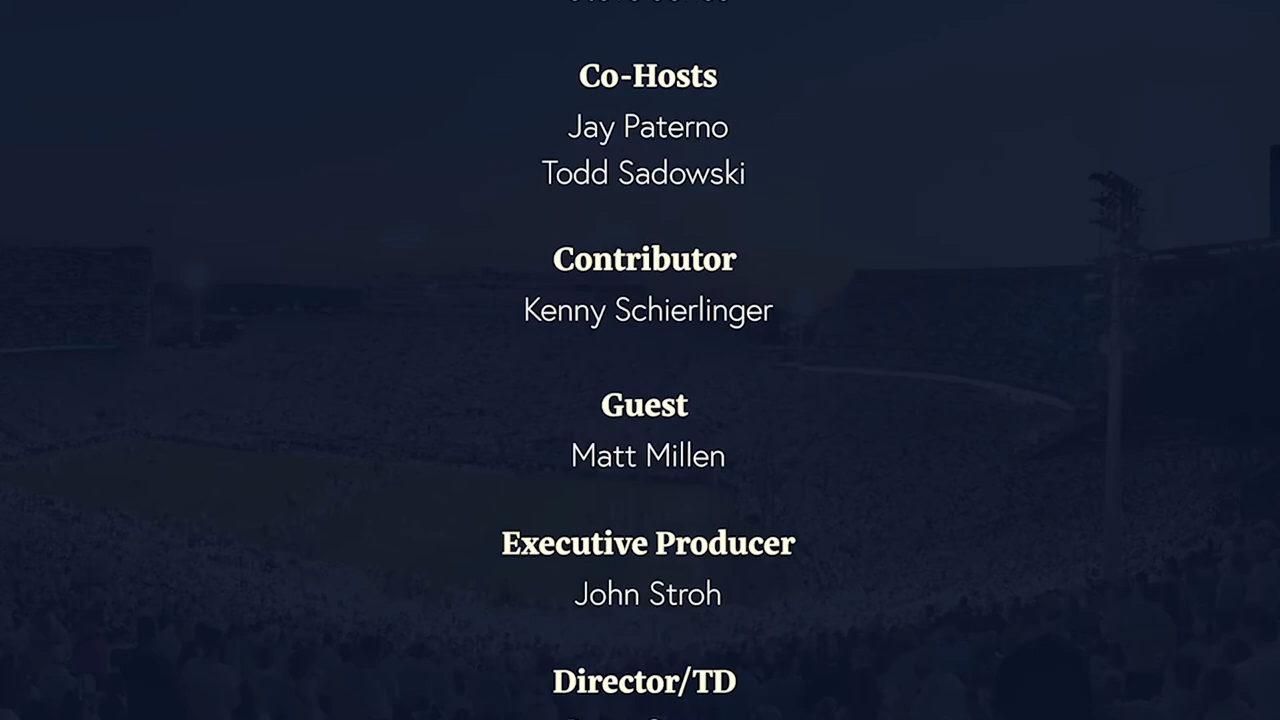 Co-Hosts
Jay Paterno
Todd Sadowski
Contributor
Kenny Schierlinger
Guest
Matt Millen
Executive Producer
John Stroh
Director/TD